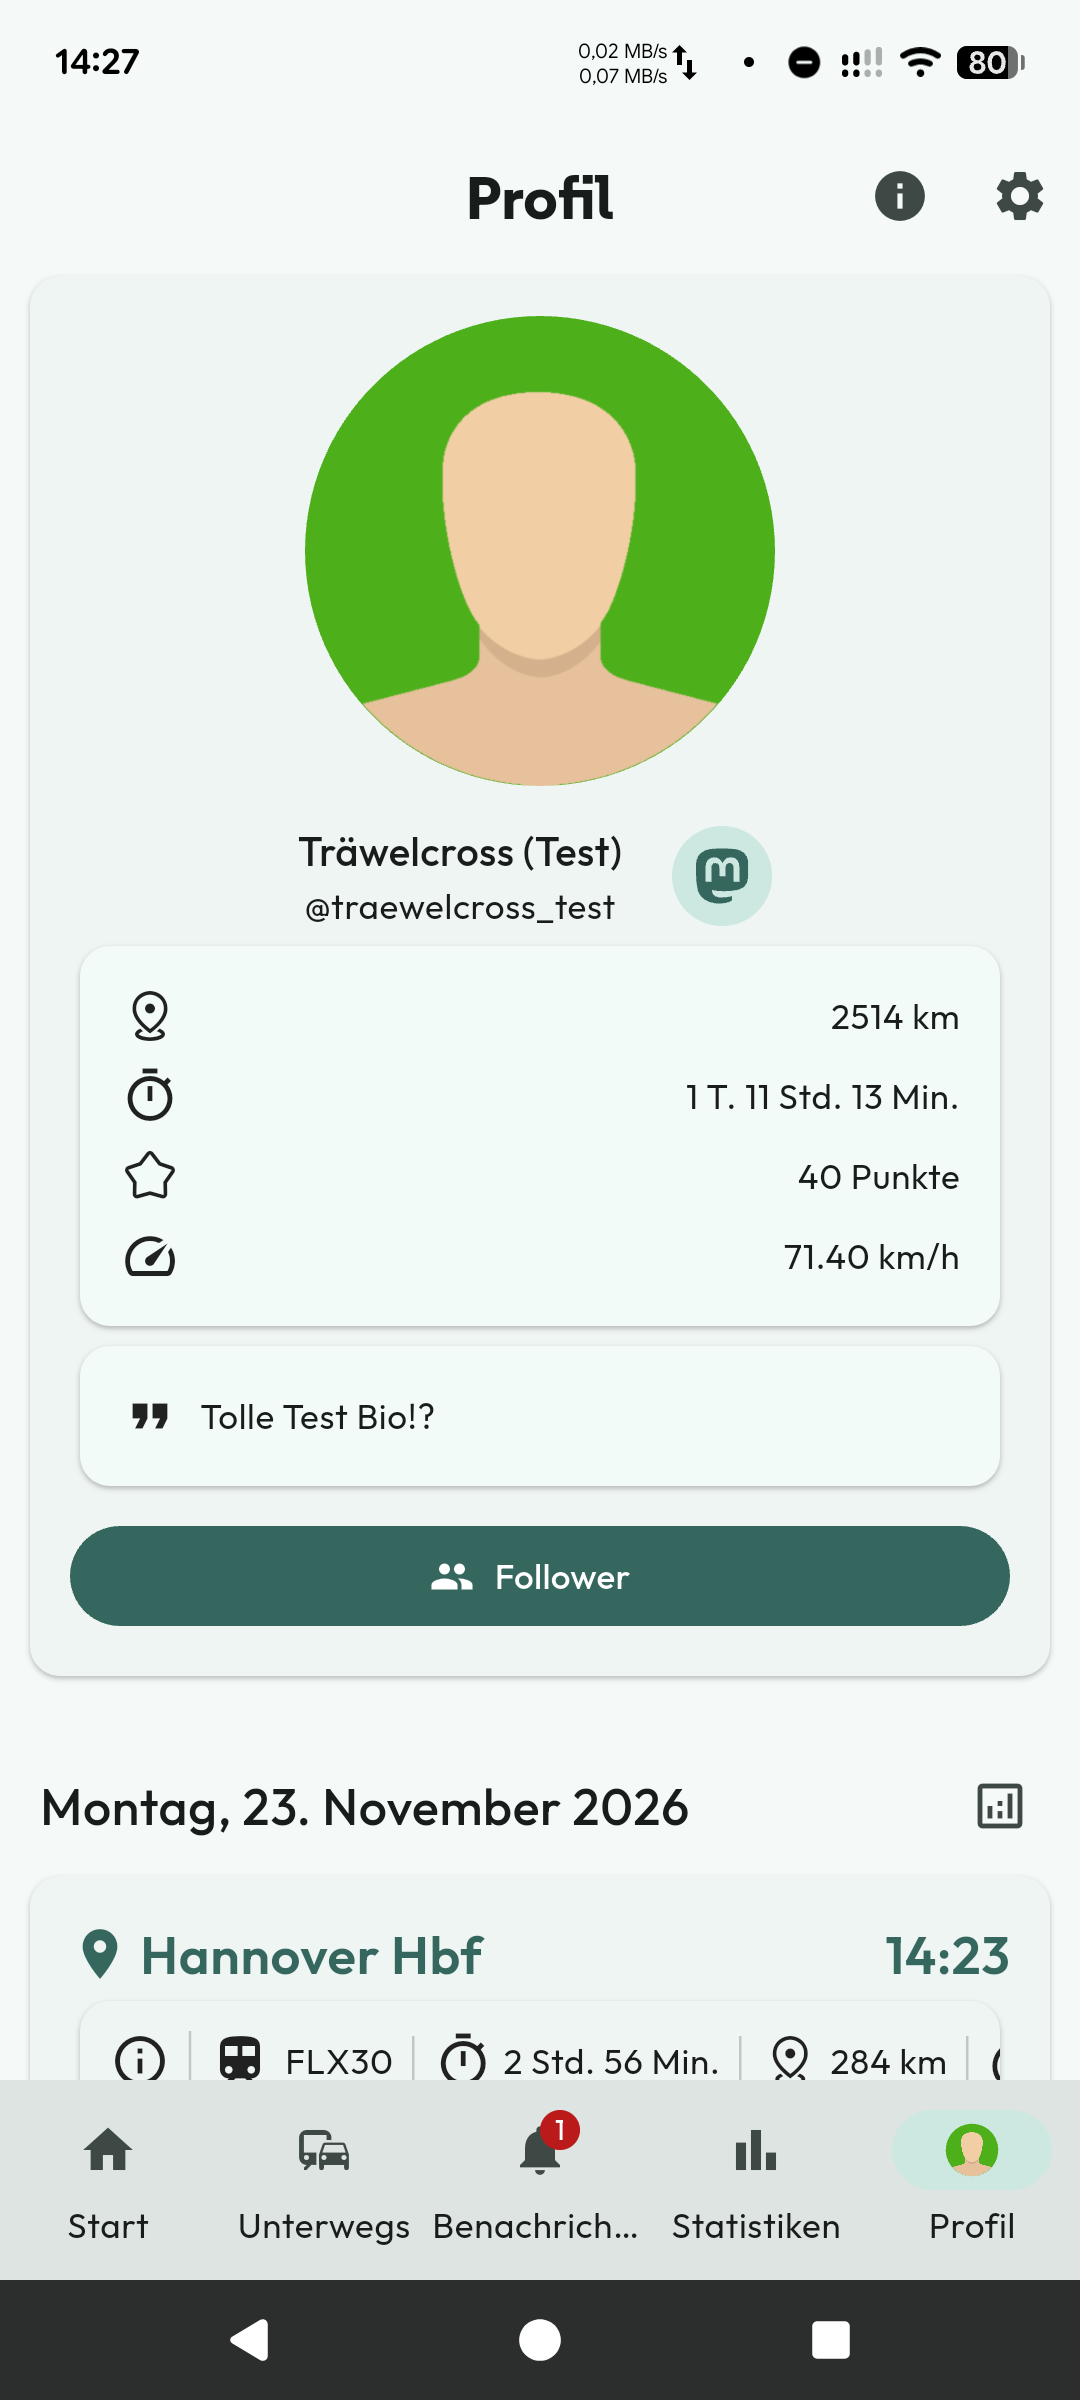 14:27
0,02 MB/s
0,07 MB/s
80
Profil
Träwelcross (Test)
@traewelcross_test
2514 km
1 T. 11 Std. 13 Min.
40 Punkte
71.40 km/h
Tolle Test Bio!?
Follower
Montag, 23. November 2026
Hannover Hbf 14:23
FLX30 2 Std. 56 Min. 284 km
1
Start Unterwegs Benachrich... Statistiken Profil